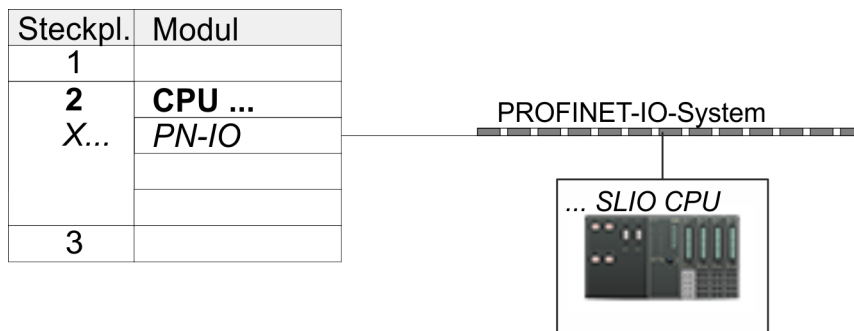 Steckpl. Modul
1
2 CPU ...
X... PN-IO
3
PROFINET-IO-System
... SLIO CPU